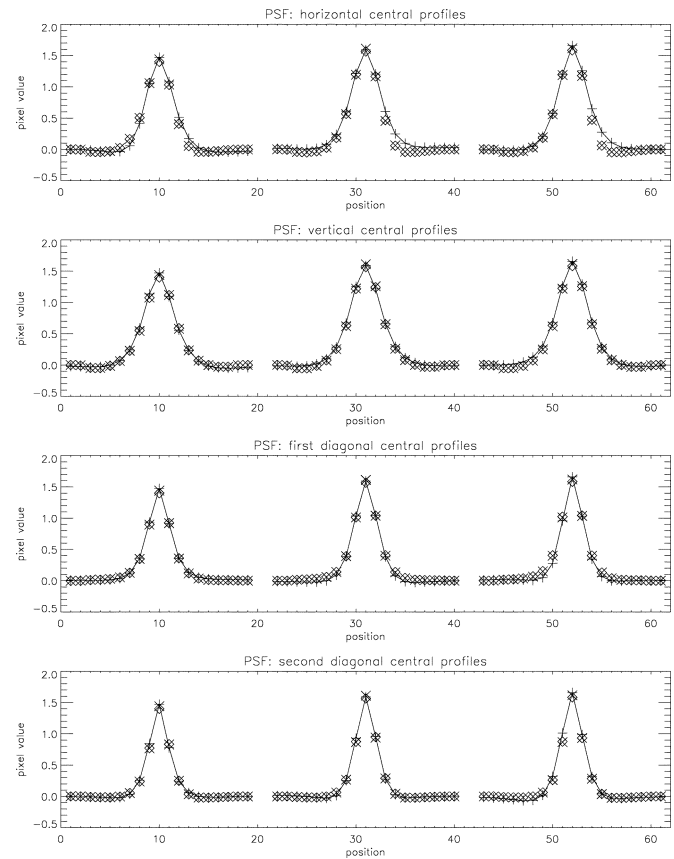 PSF: horizontal central profiles
2.0
1.5
1.0
0.5
0.0
−0.5
pixel value
0 10 20 30 40 50 60
position
PSF: vertical central profiles
2.0
1.5
1.0
0.5
0.0
−0.5
pixel value
0 10 20 30 40 50 60
position
PSF: first diagonal central profiles
2.0
1.5
1.0
0.5
0.0
−0.5
pixel value
0 10 20 30 40 50 60
position
PSF: second diagonal central profiles
2.0
1.5
1.0
0.5
0.0
−0.5
pixel value
0 10 20 30 40 50 60
position